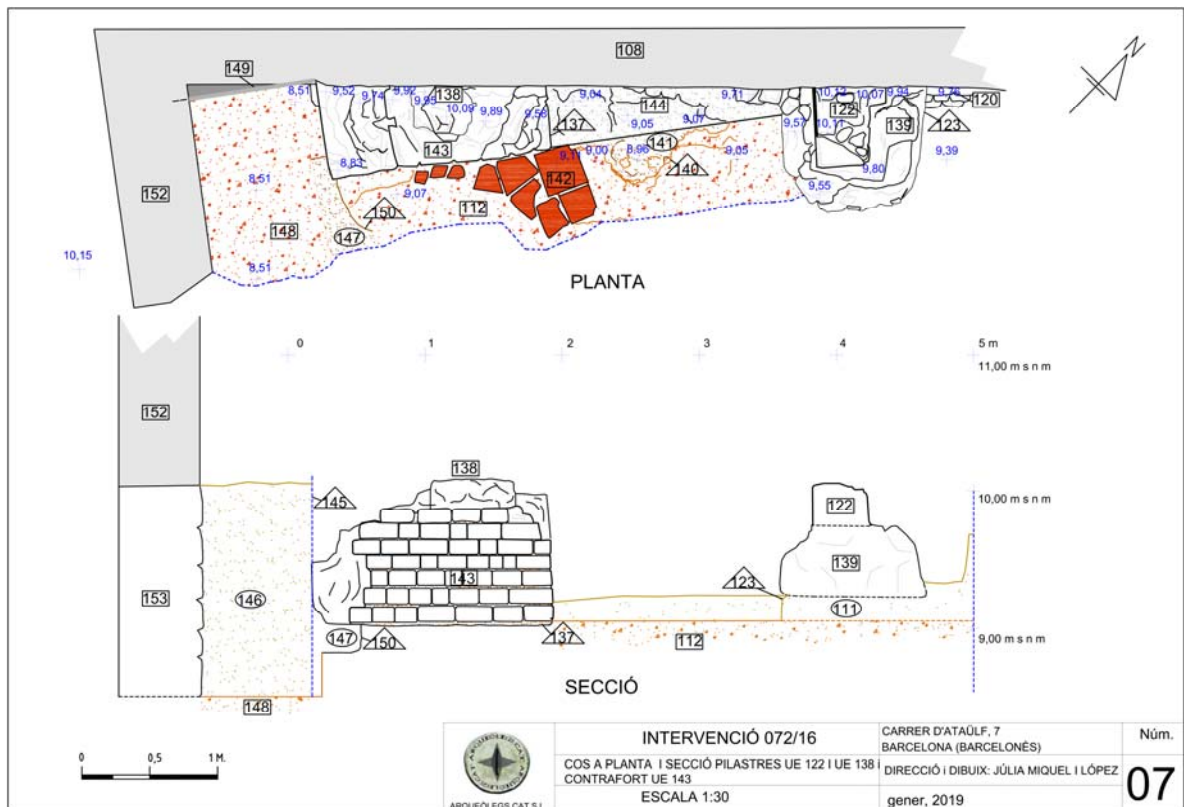 108
149
8,51 9,52 9,74 9,92 138 9,95 10,09 9,89 9,58 9,04 144 9,71 10,12 10,07 9,94 9,76 120
122
137 9,05 9,07 9,57 10,11 139 123
143 141
8,83 9,11 9,00 8,96 9,05 9,39
152 8,51 142 140 9,80
9,07 9,55
150 112
148 147
10,15 8,51
PLANTA
0 1 2 3 4 5 m
11,00 m s n m
152
138
145 10,00 m s n m
122
139
143
123
146 153 111
147 150 137 112 9,00 m s n m
SECCIÓ
148
0 0,5 1 M.
INTERVENCIÓ 072/16
COS A PLANTA I SECCIÓ PILASTRES UE 122 I UE 138 i
CONTRAFORT UE 143
ESCALA 1:30
CARRER D'ATAÜLF, 7
BARCELONA (BARCELONÈS)
DIRECCIÓ i DIBUIX: JÚLIA MIQUEL I LÓPEZ
gener, 2019
Núm.
07
ARQUEÒLEGS.CAT S.L.
N